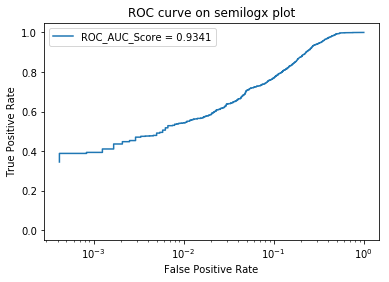 ROC curve on semilogx plot
ROC_AUC_Score = 0.9341
True Positive Rate
1.0
0.8
0.6
0.4
0.2
0.0
10⁻³
10⁻²
10⁻¹
10⁰
False Positive Rate